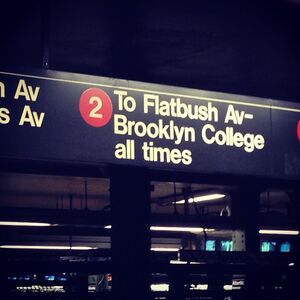 n Av
s Av
2
To Flatbush Av-
Brooklyn College
all times